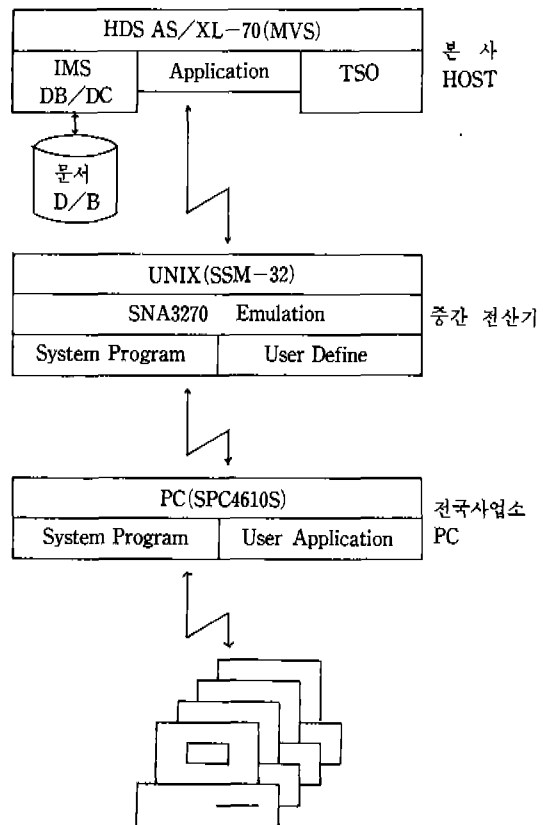 HDS AS/XL-70(MVS)
IMS
DB/DC
Application
TSO
본 사
HOST
문서
D/B
UNIX(SSM-32)
SNA3270 Emulation
System Program
User Define
중간 전산기
PC(SPC4610S)
System Program
User Application
전국사업소
PC